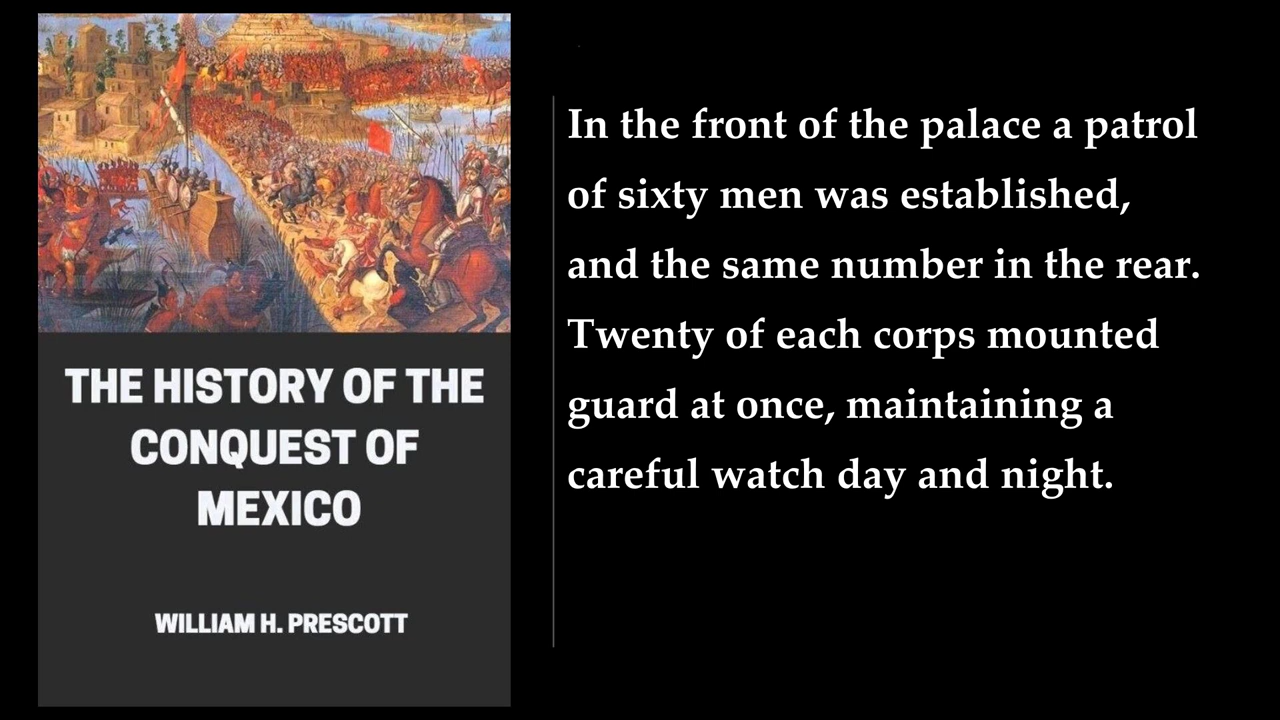 THE HISTORY OF THE
CONQUEST OF
MEXICO
WILLIAM H. PRESCOTT
In the front of the palace a patrol
of sixty men was established,
and the same number in the rear.
Twenty of each corps mounted
guard at once, maintaining a
careful watch day and night.